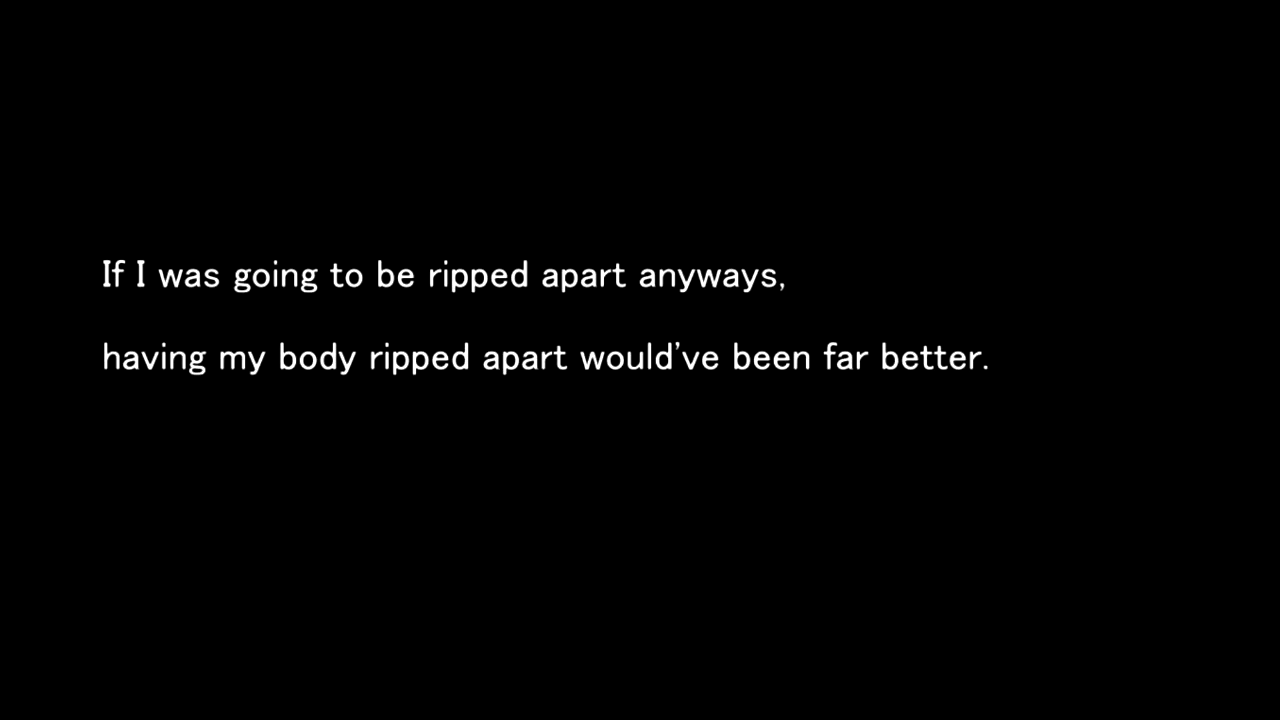 If I was going to be ripped apart anyways,
having my body ripped apart would've been far better.